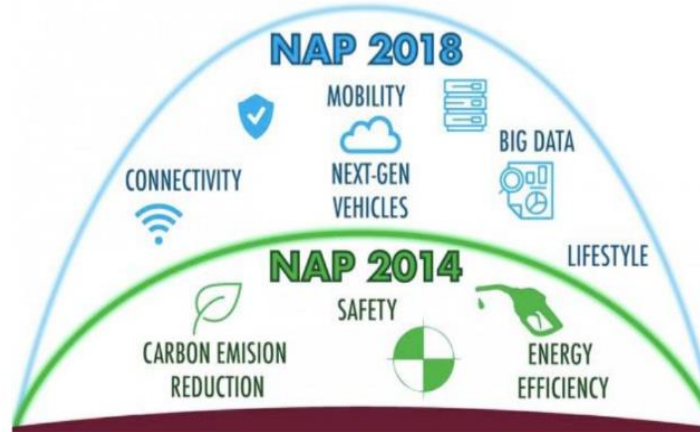 NAP 2018
MOBILITY
BIG DATA
CONNECTIVITY
NEXT-GEN
VEHICLES
LIFESTYLE
NAP 2014
SAFETY
CARBON EMISION
REDUCTION
ENERGY
EFFICIENCY